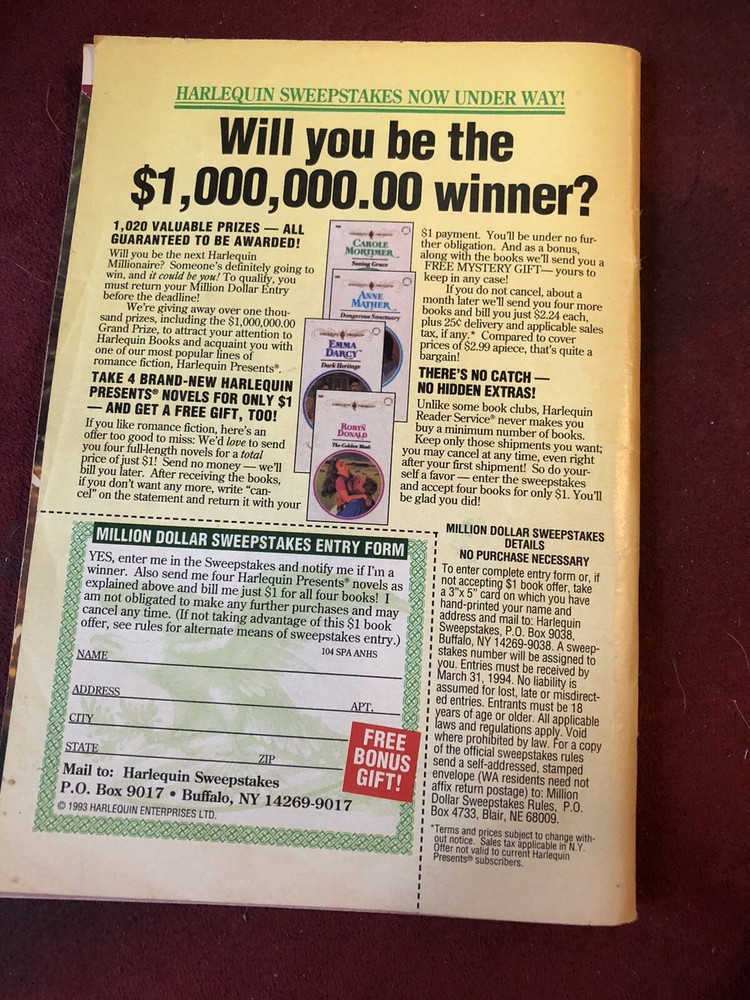 HARLEQUIN SWEEPSTAKES NOW UNDER WAY!
Will you be the
$1,000,000.00 winner?
1,020 VALUABLE PRIZES — ALL
GUARANTEED TO BE AWARDED!
Will you be the next Harlequin
Millionaire? Someone's definitely going to
win, and it could be you! To qualify, you
must return your Million Dollar Entry
before the deadline!
We're giving away over one thou-
sand prizes, including the $1,000,000.00
Grand Prize, to attract your attention to
Harlequin Books and acquaint you with
one of our most popular lines of
romance fiction, Harlequin Presents®.
TAKE 4 BRAND-NEW HARLEQUIN
PRESENTS® NOVELS FOR ONLY $1
— AND GET A FREE GIFT, TOO!
If you like romance fiction, here's an
offer too good to miss: We'd love to send
you four full-length novels for a total
price of just $1! Send no money — we'll
bill you later. After receiving the books,
if you don't want any more, write "can-
cel" on the statement and return it with your
CAROLE
MORTIMER
Saving Grace
ANNE
MATHER
Dangerous Sanctuary
EMMA
DARCY
Dark Heritage
ROBYN
DONALD
The Golden Mask
$1 payment. You'll be under no fur-
ther obligation. And as a bonus,
along with the books we'll send you a
FREE MYSTERY GIFT— yours to
keep in any case!
If you do not cancel, about a
month later we'll send you four more
books and bill you just $2.24 each,
plus 25¢ delivery and applicable sales
tax, if any.* Compared to cover
prices of $2.99 apiece, that's quite a
bargain!
THERE'S NO CATCH —
NO HIDDEN EXTRAS!
Unlike some book clubs, Harlequin
Reader Service® never makes you
buy a minimum number of books.
Keep only those shipments you want;
you may cancel at any time, even right
after your first shipment! So do your-
self a favor — enter the sweepstakes
and accept four books for only $1. You'll
be glad you did!
MILLION DOLLAR SWEEPSTAKES ENTRY FORM
YES, enter me in the Sweepstakes and notify me if I'm a
winner. Also send me four Harlequin Presents® novels as
explained above and bill me just $1 for all four books! I
am not obligated to make any further purchases and may
cancel any time. (If not taking advantage of this $1 book
offer, see rules for alternate means of sweepstakes entry.)
104 SPA ANHS
NAME
ADDRESS
APT.
CITY
STATE
ZIP
FREE
BONUS
GIFT!
Mail to: Harlequin Sweepstakes
P.O. Box 9017 • Buffalo, NY 14269-9017
© 1993 HARLEQUIN ENTERPRISES LTD.
MILLION DOLLAR SWEEPSTAKES
DETAILS
NO PURCHASE NECESSARY
To enter complete entry form or, if
not accepting $1 book offer, take
a 3"x 5" card on which you have
hand-printed your name and
address and mail to: Harlequin
Sweepstakes, P.O. Box 9038,
Buffalo, NY 14269-9038. A sweep-
stakes number will be assigned to
you. Entries must be received by
March 31, 1994. No liability is
assumed for lost, late or misdirect-
ed entries. Entrants must be 18
years of age or older. All applicable
laws and regulations apply. Void
where prohibited by law. For a copy
of the official sweepstakes rules
send a self-addressed, stamped
envelope (WA residents need not
affix return postage) to: Million
Dollar Sweepstakes Rules, P.O.
Box 4733, Blair, NE 68009.
*Terms and prices subject to change with-
out notice. Sales tax applicable in N.Y.
Offer not valid to current Harlequin
Presents® subscribers.